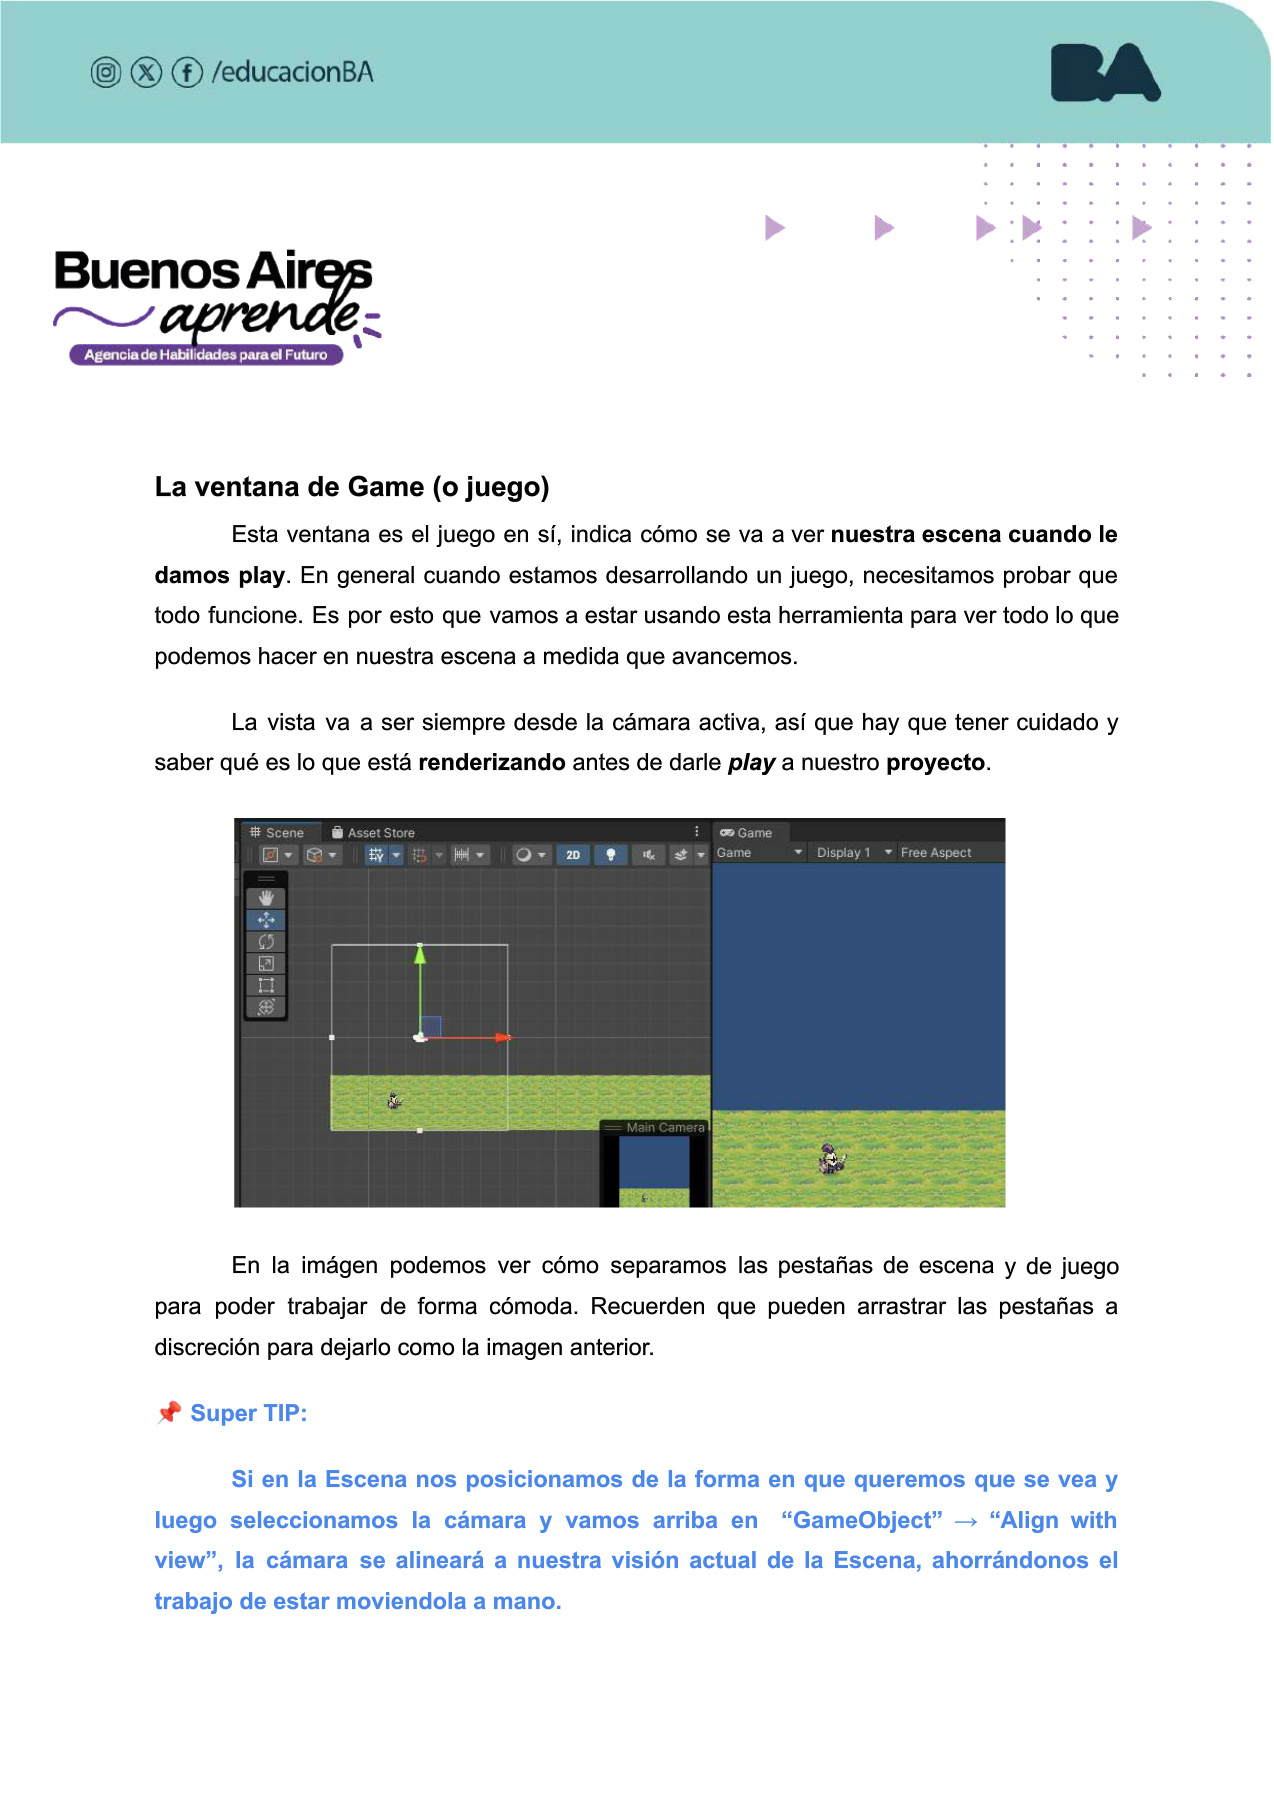 /educacionBA
BA
Buenos Aires
aprende
Agencia de Habilidades para el Futuro
La ventana de Game (o juego)
Esta ventana es el juego en sí, indica cómo se va a ver nuestra escena cuando le
damos play. En general cuando estamos desarrollando un juego, necesitamos probar que
todo funcione. Es por esto que vamos a estar usando esta herramienta para ver todo lo que
podemos hacer en nuestra escena a medida que avancemos.
La vista va a ser siempre desde la cámara activa, así que hay que tener cuidado y
saber qué es lo que está renderizando antes de darle play a nuestro proyecto.
Scene Asset Store Game
2D Game Display 1 Free Aspect
Main Camera
En la imágen podemos ver cómo separamos las pestañas de escena y de juego
para poder trabajar de forma cómoda. Recuerden que pueden arrastrar las pestañas a
discreción para dejarlo como la imagen anterior.
📌 Super TIP:
Si en la Escena nos posicionamos de la forma en que queremos que se vea y
luego seleccionamos la cámara y vamos arriba en “GameObject” → “Align with
view”, la cámara se alineará a nuestra visión actual de la Escena, ahorrándonos el
trabajo de estar moviendola a mano.